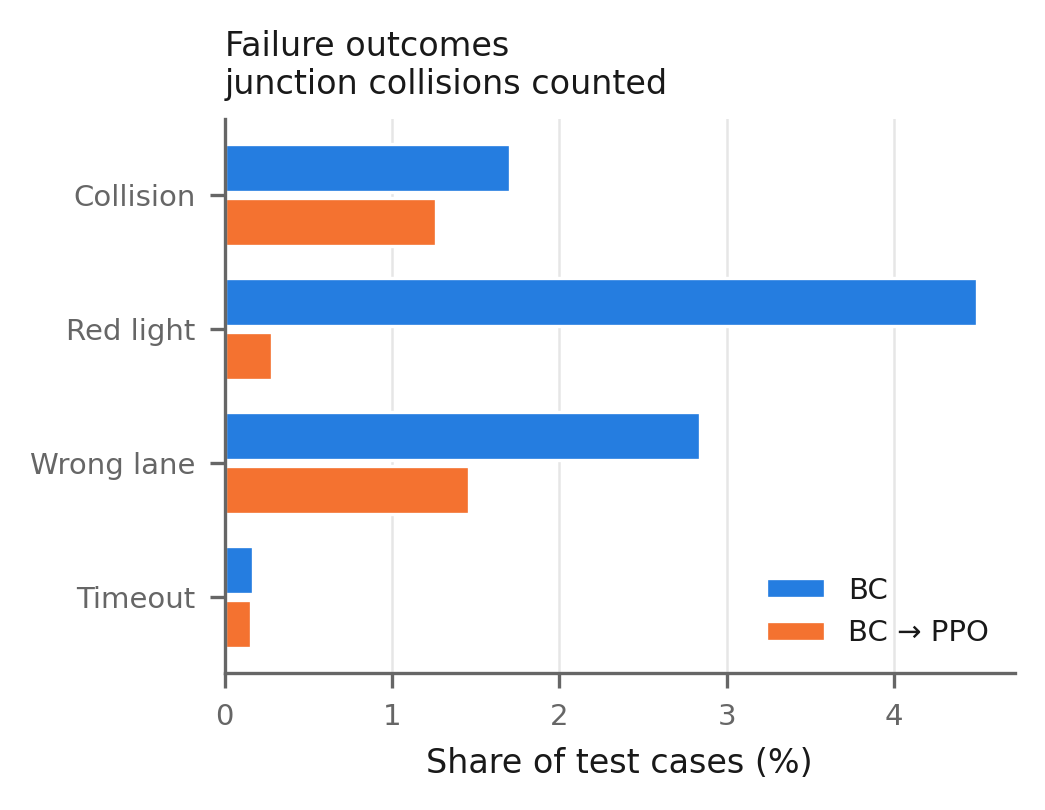 Failure outcomes
junction collisions counted
Collision
Red light
Wrong lane
Timeout
BC
BC → PPO
0 1 2 3 4
Share of test cases (%)